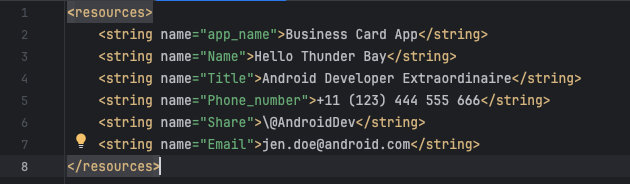 1 <resources>
2 <string name="app_name">Business Card App</string>
3 <string name="Name">Hello Thunder Bay</string>
4 <string name="Title">Android Developer Extraordinaire</string>
5 <string name="Phone_number">+11 (123) 444 555 666</string>
6 <string name="Share">\@AndroidDev</string>
7 <string name="Email">jen.doe@android.com</string>
8 </resources>